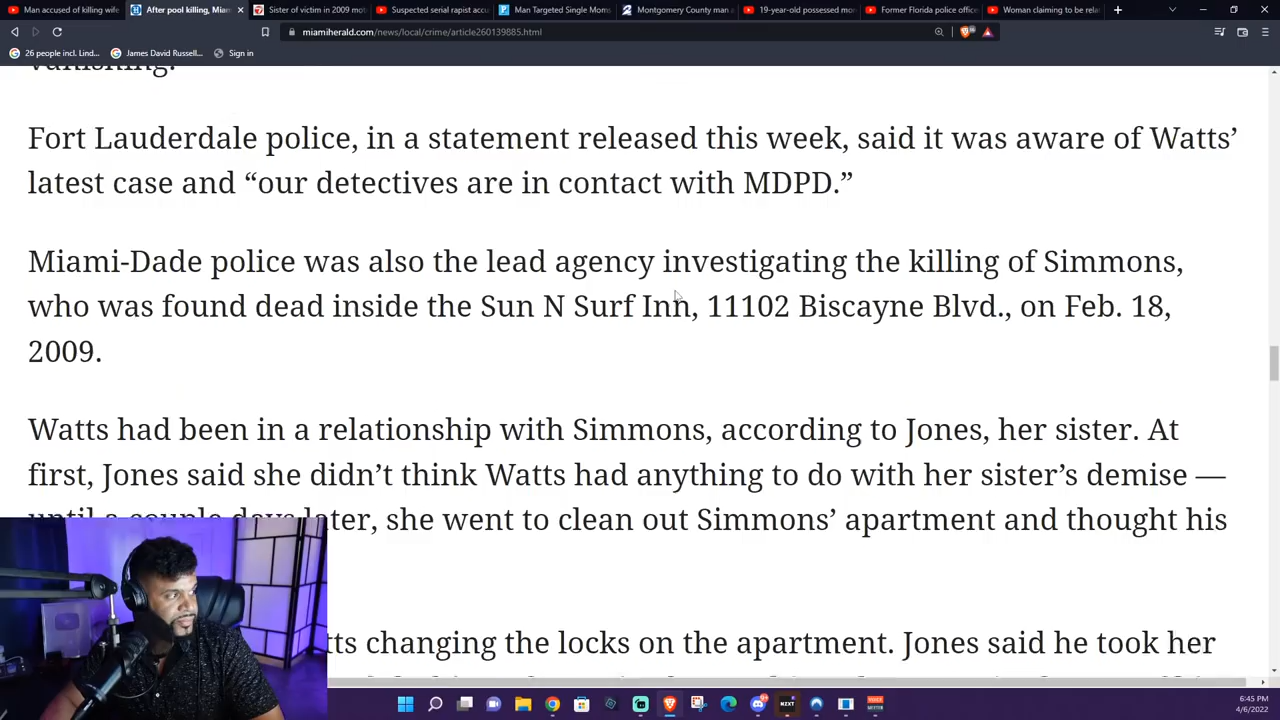 Man accused of killing wife
After pool killing, Miam
Sister of victim in 2009 mot
Suspected serial rapist accu
Man Targeted Single Moms
Montgomery County man a
19-year-old possessed mor
Former Florida police office
Woman claiming to be rela
miamiherald.com/news/local/crime/article260139885.html
26 people incl. Lind...
James David Russell...
Sign in
vanishing.
Fort Lauderdale police, in a statement released this week, said it was aware of Watts’
latest case and “our detectives are in contact with MDPD.”
Miami-Dade police was also the lead agency investigating the killing of Simmons,
who was found dead inside the Sun N Surf Inn, 11102 Biscayne Blvd., on Feb. 18,
2009.
Watts had been in a relationship with Simmons, according to Jones, her sister. At
first, Jones said she didn’t think Watts had anything to do with her sister’s demise —
until a couple days later, she went to clean out Simmons’ apartment and thought his
tts changing the locks on the apartment. Jones said he took her
6:45 PM
4/6/2022